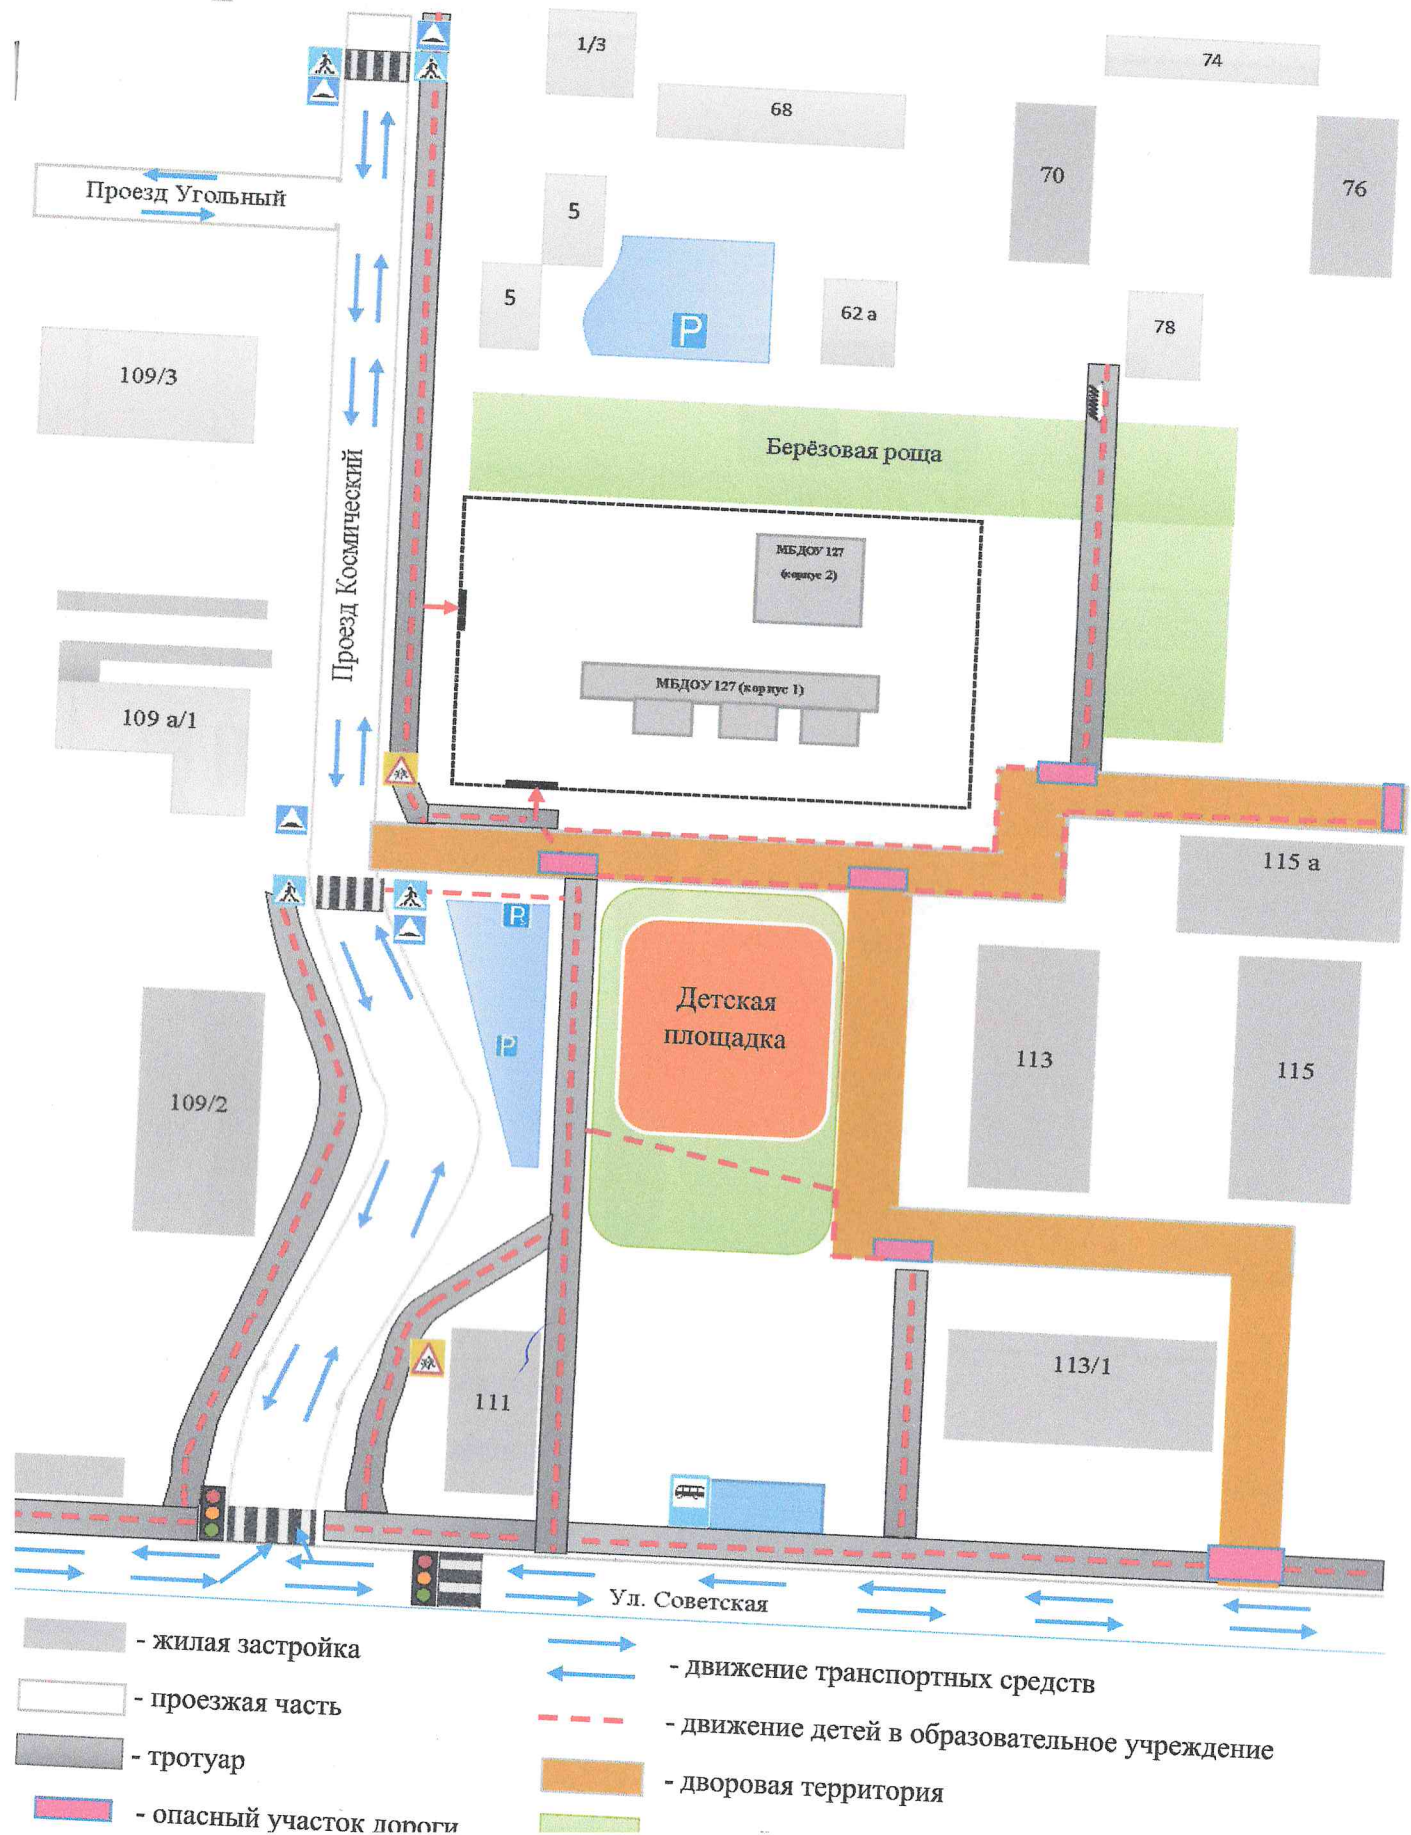 1/3
74
68
70
76
Проезд Угольный
5
5
P
62 а
78
109/3
Берёзовая роща
Проезд Космический
МБДОУ 127
(корпус 2)
МБДОУ 127 (корпус 1)
109 а/1
115 а
P
Детская
площадка
P
113
115
109/2
113/1
111
Ул. Советская
- жилая застройка
- движение транспортных средств
- проезжая часть
- движение детей в образовательное учреждение
- тротуар
- дворовая территория
- опасный участок дороги